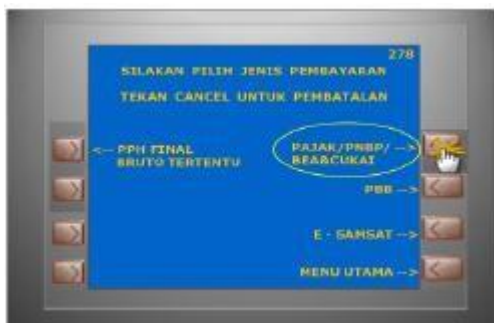 278
SILAKAN PILIH JENIS PEMBAYARAN
TEKAN CANCEL UNTUK PEMBATALAN
<-- PPH FINAL
BRUTO TERTENTU
PAJAK/PNBP/ -->
BEA&CUKAI
PBB -->
E - SAMSAT -->
MENU UTAMA -->